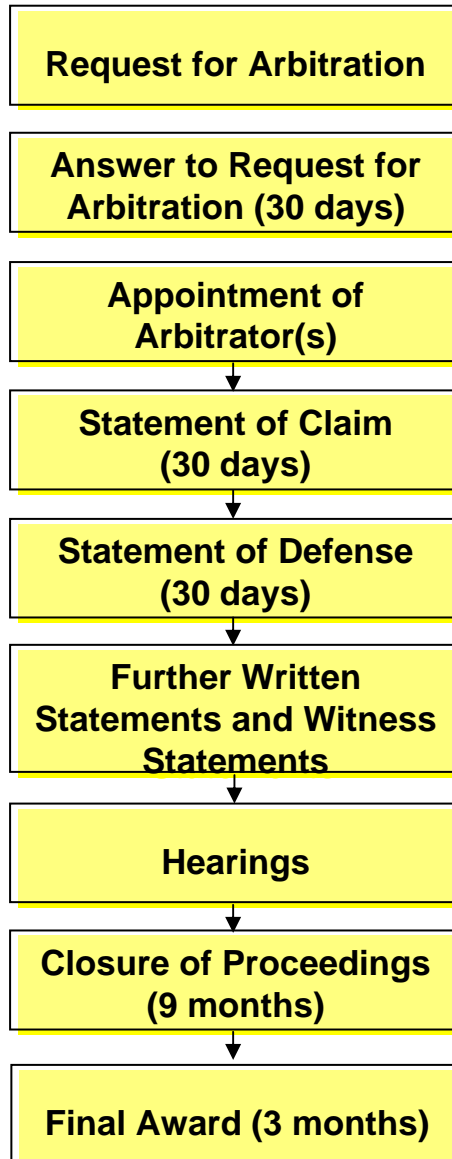 Request for Arbitration
Answer to Request for
Arbitration (30 days)
Appointment of
Arbitrator(s)
Statement of Claim
(30 days)
Statement of Defense
(30 days)
Further Written
Statements and Witness
Statements
Hearings
Closure of Proceedings
(9 months)
Final Award (3 months)